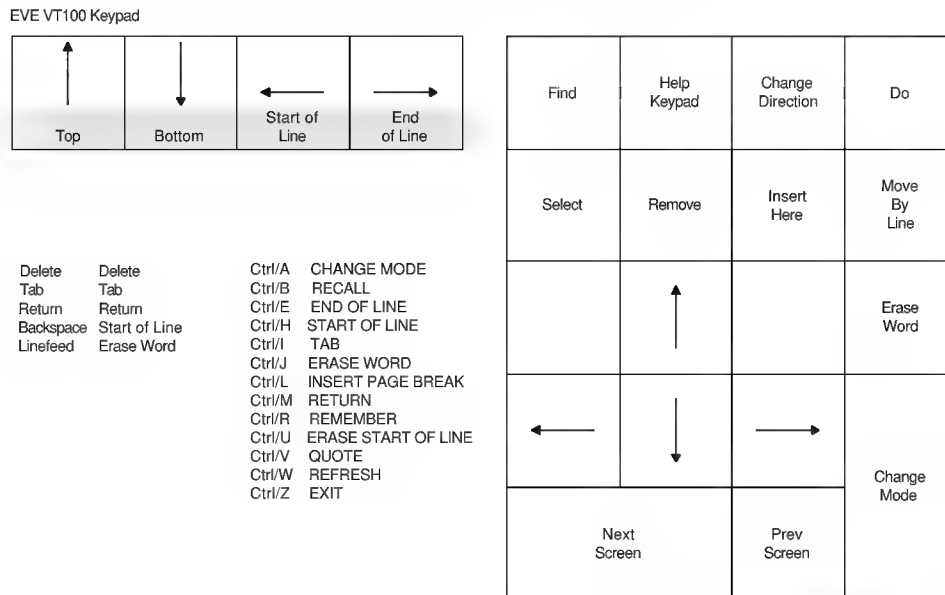 EVE VT100 Keypad
Top
Bottom
Start of
Line
End
of Line
Find
Help
Keypad
Change
Direction
Do
Select
Remove
Insert
Here
Move
By
Line
Erase
Word
Change
Mode
Next
Screen
Prev
Screen
Delete Delete
Tab Tab
Return Return
Backspace Start of Line
Linefeed Erase Word
Ctrl/A CHANGE MODE
Ctrl/B RECALL
Ctrl/E END OF LINE
Ctrl/H START OF LINE
Ctrl/I TAB
Ctrl/J ERASE WORD
Ctrl/L INSERT PAGE BREAK
Ctrl/M RETURN
Ctrl/R REMEMBER
Ctrl/U ERASE START OF LINE
Ctrl/V QUOTE
Ctrl/W REFRESH
Ctrl/Z EXIT